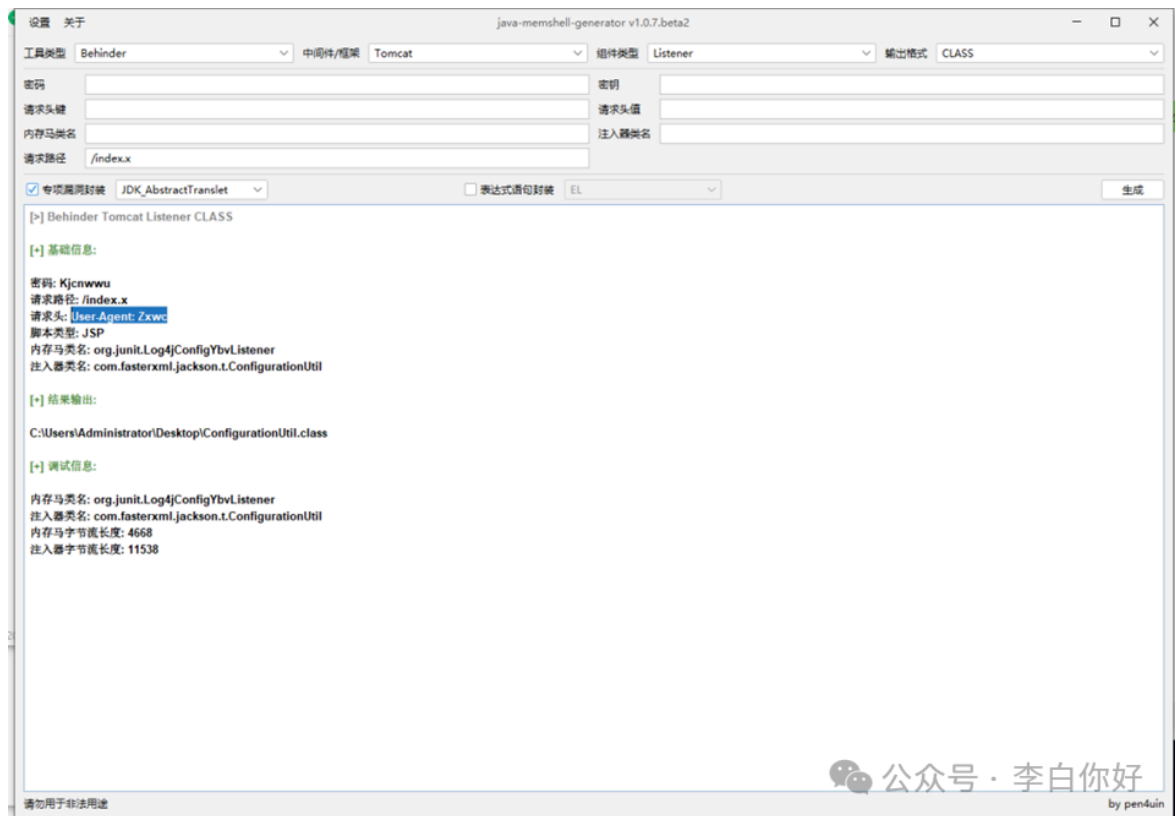 设置 关于 java-memshell-generator v1.0.7.beta2
工具类型 Behinder 中间件/框架 Tomcat 组件类型 Listener 输出格式 CLASS
密码 密钥
请求头键 请求头值
内存马类名 注入器类名
请求路径 /index.x
专项漏洞封装 JDK_AbstractTranslet 表达式语句封装 EL 生成
[>] Behinder Tomcat Listener CLASS
[+] 基础信息:
密码: Kjcnwwu
请求路径: /index.x
请求头: User-Agent: Zxwc
脚本类型: JSP
内存马类名: org.junit.Log4jConfigYbvListener
注入器类名: com.fasterxml.jackson.t.ConfigurationUtil
[+] 结果输出:
C:\Users\Administrator\Desktop\ConfigurationUtil.class
[+] 调试信息:
内存马类名: org.junit.Log4jConfigYbvListener
注入器类名: com.fasterxml.jackson.t.ConfigurationUtil
内存马字节流长度: 4668
注入器字节流长度: 11538
公众号 · 李白你好
请勿用于非法用途 by pen4uin